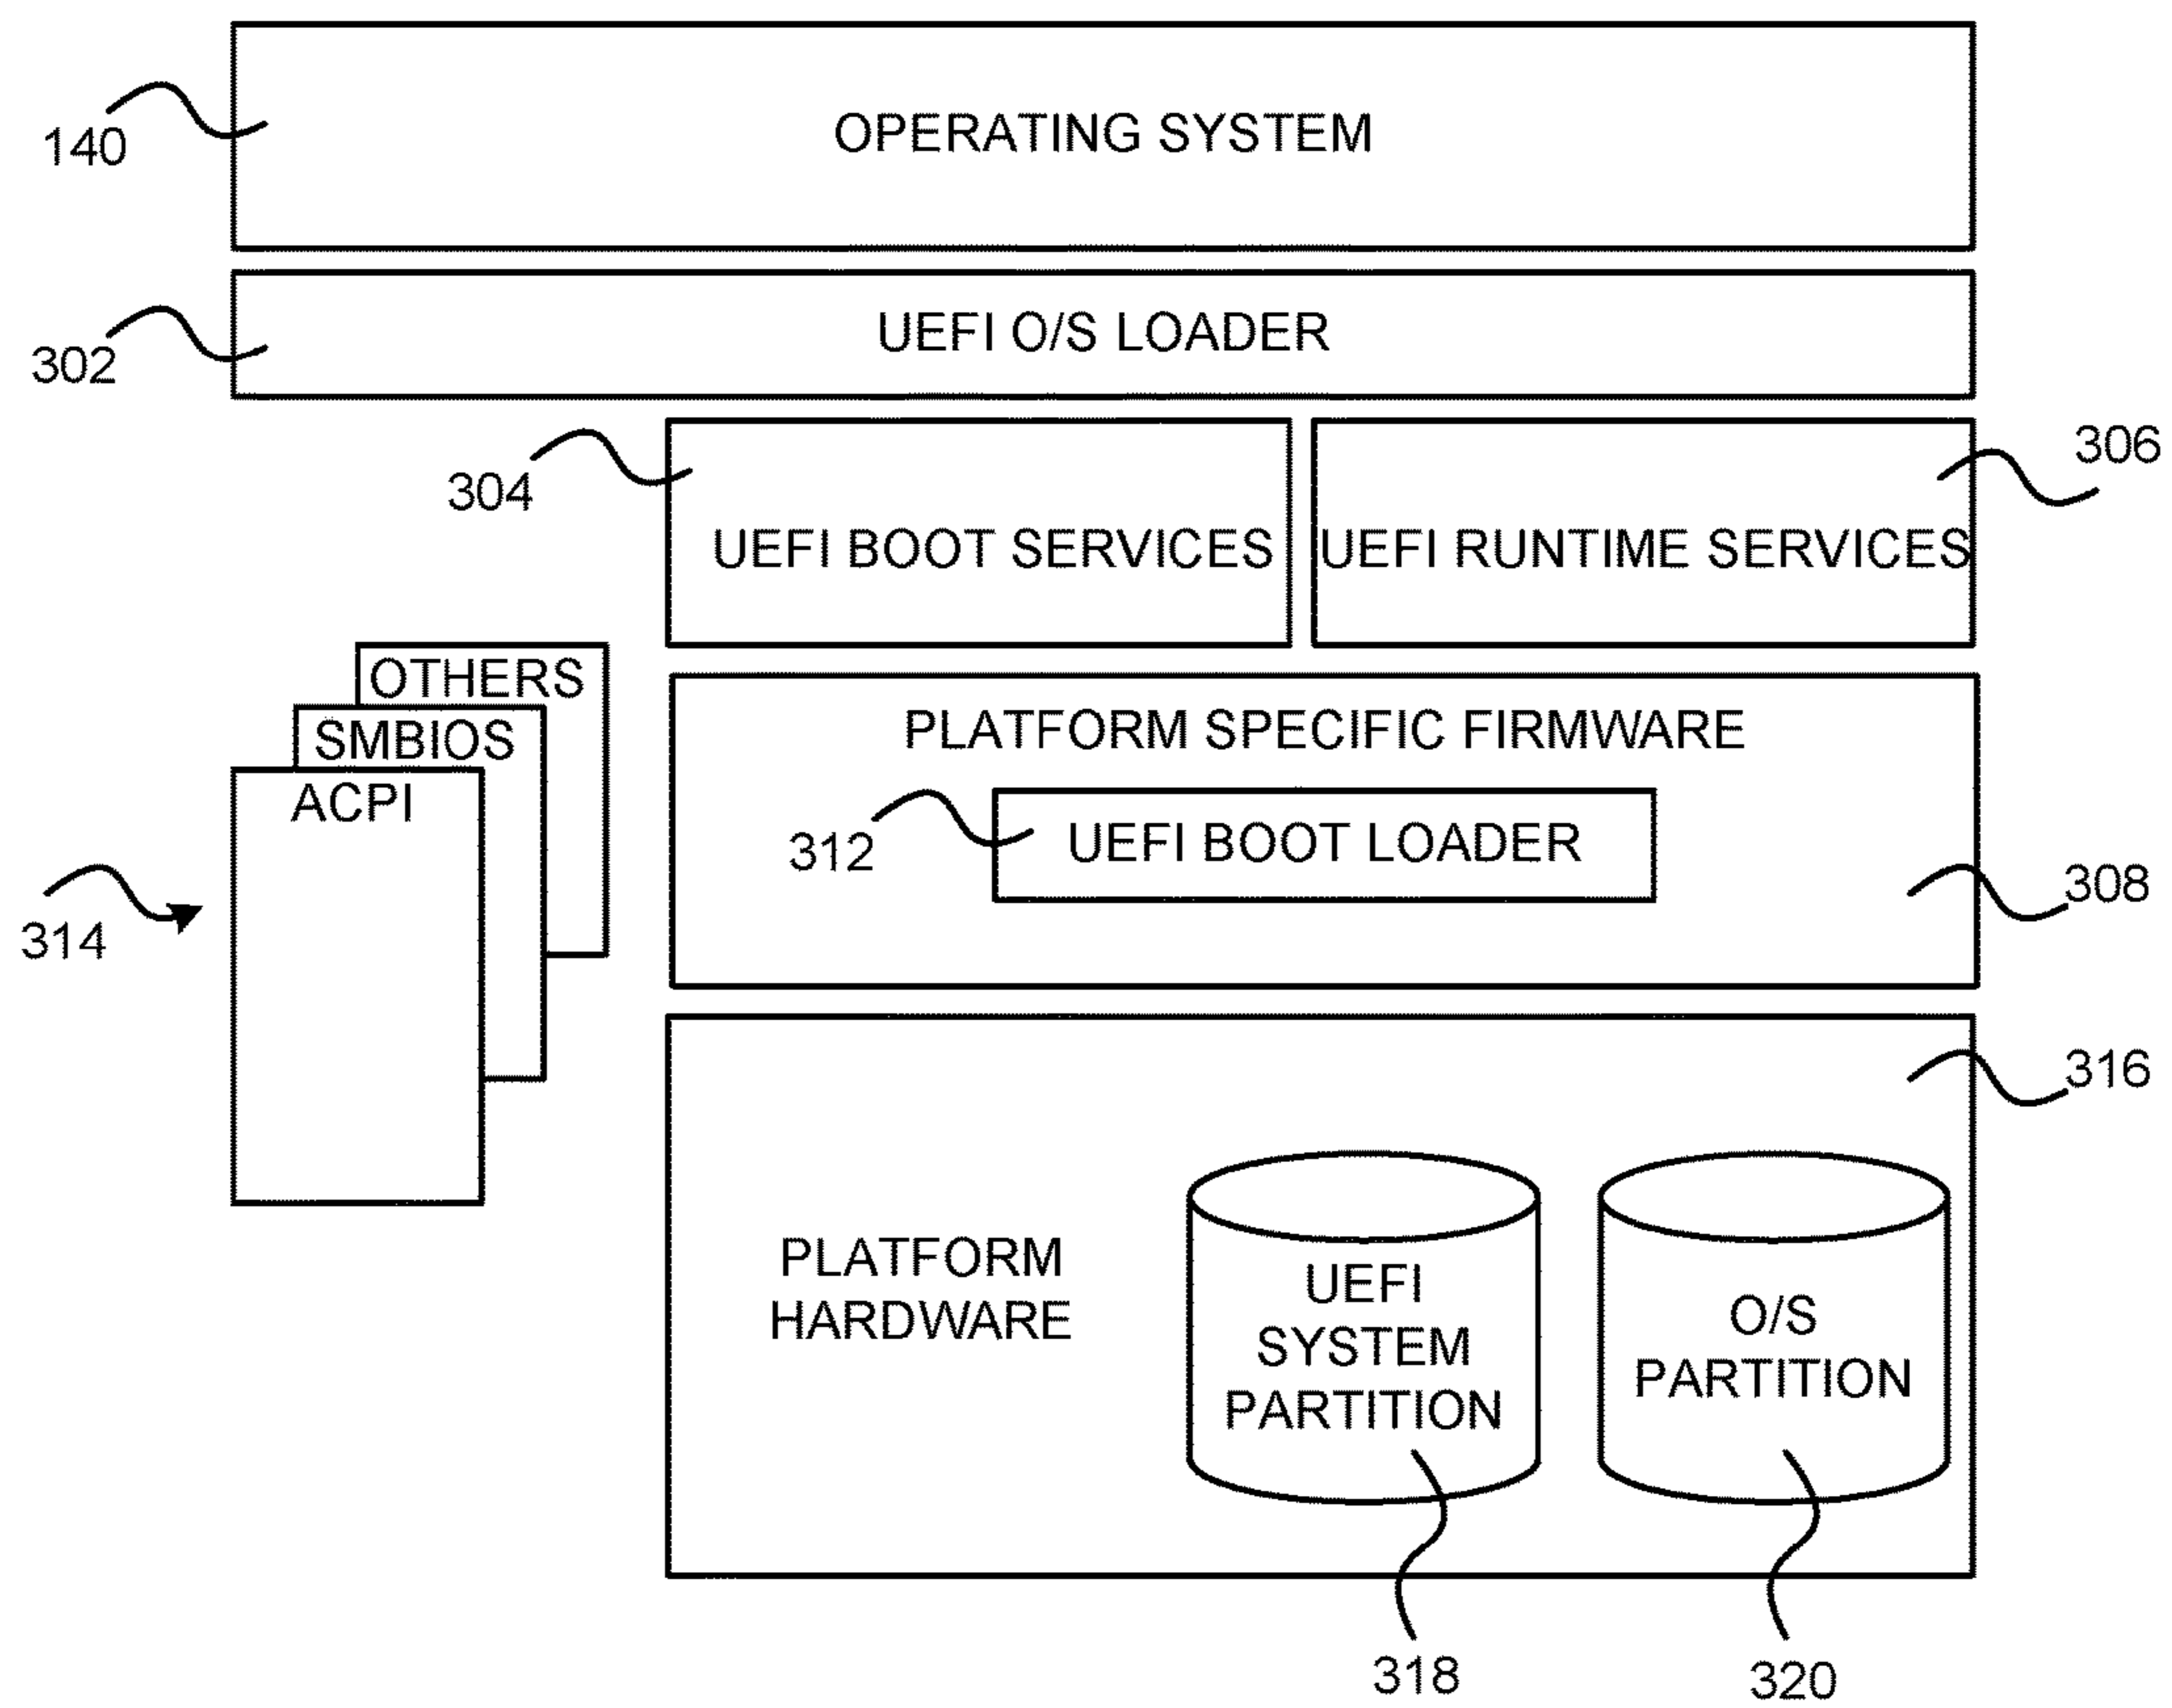 OPERATING SYSTEM
140
UEFI O/S LOADER
302
306
304
UEFI BOOT SERVICES
UEFI RUNTIME SERVICES
OTHERS
SMBIOS
ACPI
PLATFORM SPECIFIC FIRMWARE
312
UEFI BOOT LOADER
308
314
316
PLATFORM
HARDWARE
UEFI
SYSTEM
PARTITION
O/S
PARTITION
318
320